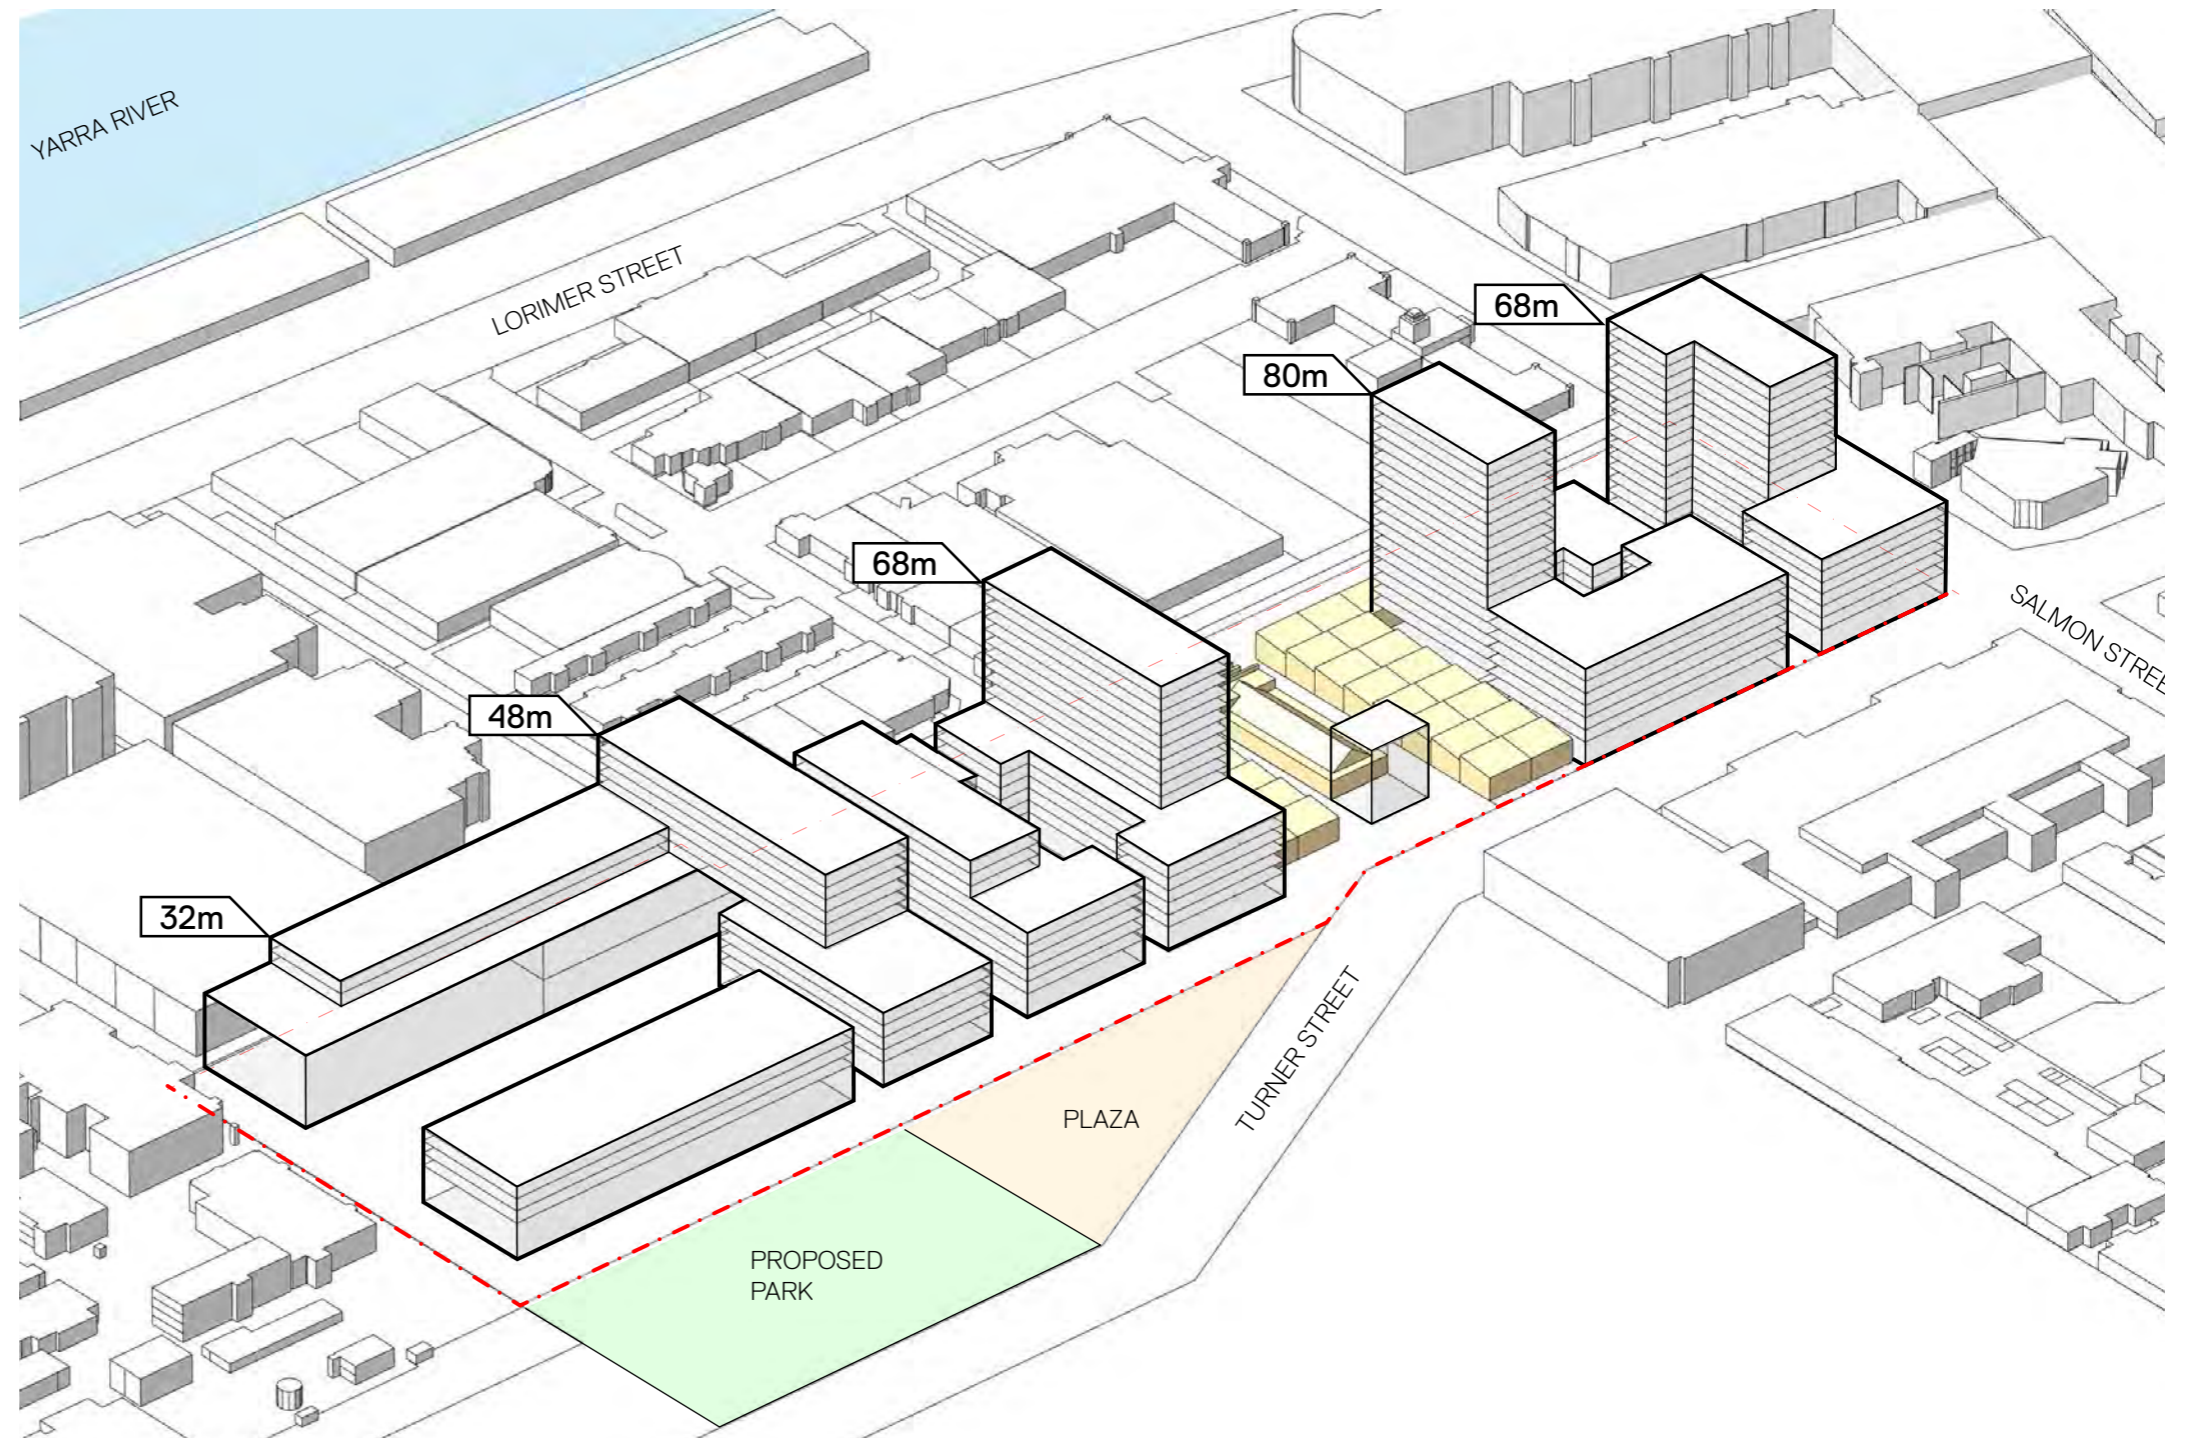 YARRA RIVER
LORIMER STREET
68m
80m
68m
SALMON STREE
48m
32m
TURNER STREET
PLAZA
PROPOSED
PARK